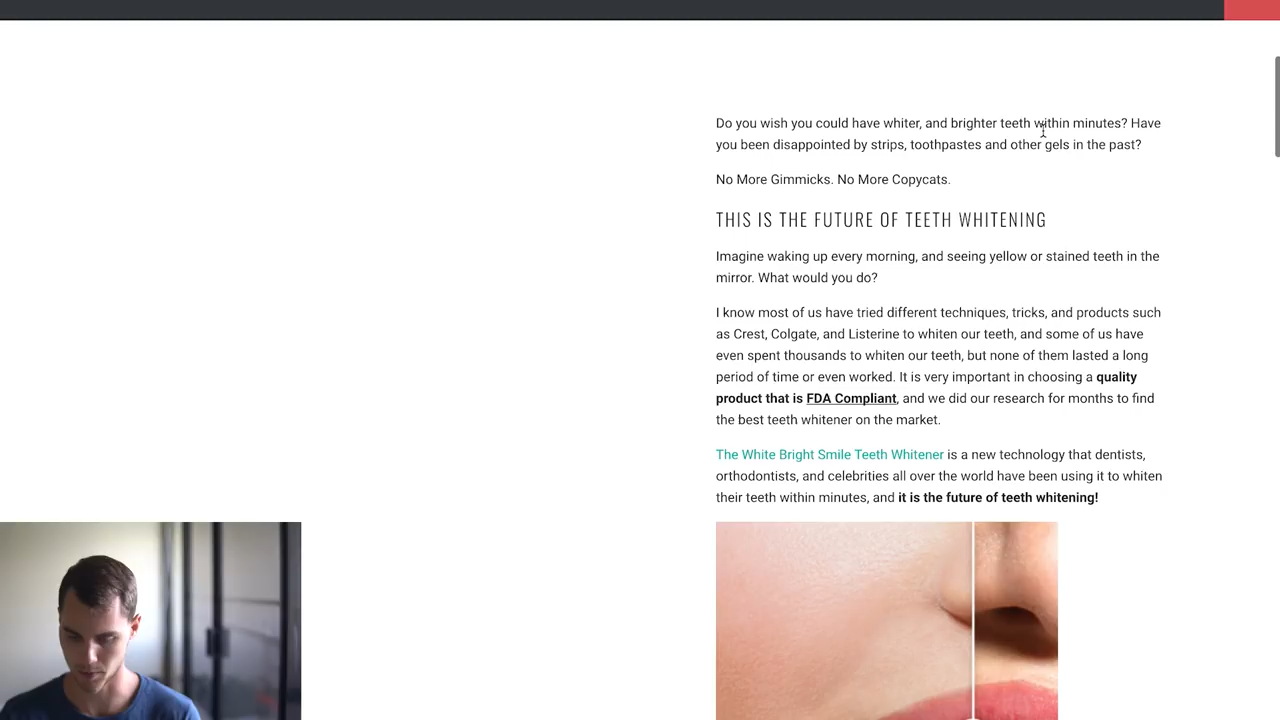 Do you wish you could have whiter, and brighter teeth within minutes? Have
you been disappointed by strips, toothpastes and other gels in the past?
No More Gimmicks. No More Copycats.
THIS IS THE FUTURE OF TEETH WHITENING
Imagine waking up every morning, and seeing yellow or stained teeth in the
mirror. What would you do?
I know most of us have tried different techniques, tricks, and products such
as Crest, Colgate, and Listerine to whiten our teeth, and some of us have
even spent thousands to whiten our teeth, but none of them lasted a long
period of time or even worked. It is very important in choosing a quality
product that is FDA Compliant, and we did our research for months to find
the best teeth whitener on the market.
The White Bright Smile Teeth Whitener is a new technology that dentists,
orthodontists, and celebrities all over the world have been using it to whiten
their teeth within minutes, and it is the future of teeth whitening!